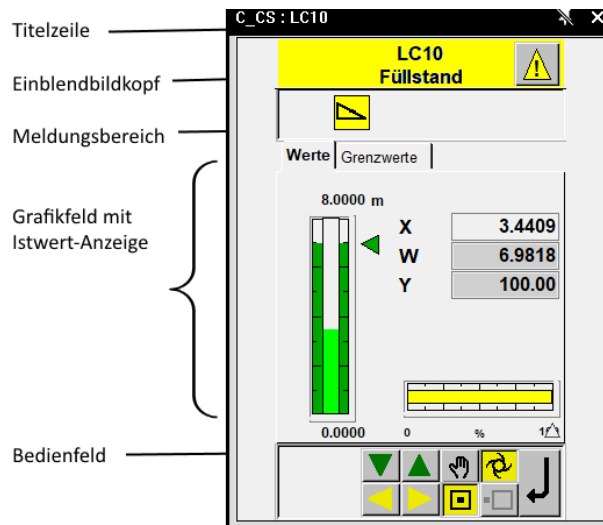 C_CS : LC10
Titelzeile
LC10
Füllstand
Einblendbildkopf
Meldungsbereich
Werte Grenzwerte
8.0000 m
Grafikfeld mit
Istwert-Anzeige
X 3.4409
W 6.9818
Y 100.00
0.0000 0 %
Bedienfeld